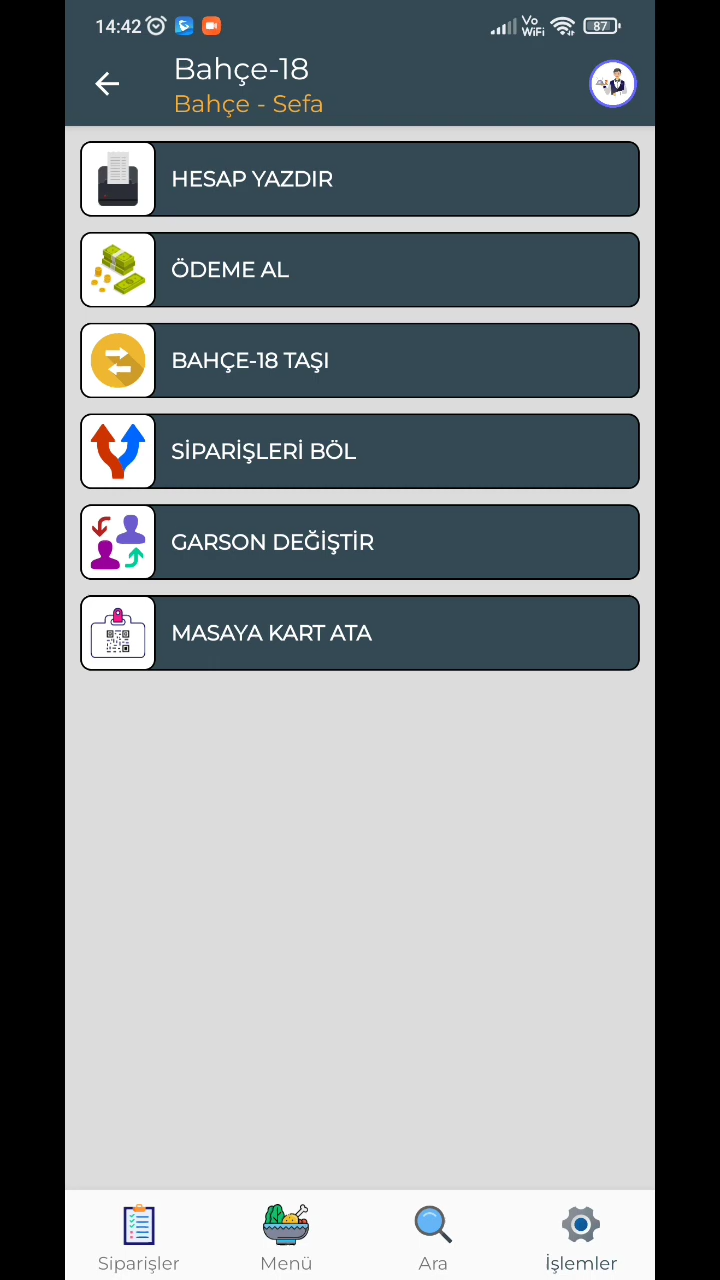 14:42
Vo
WiFi
87
Bahçe-18
Bahçe - Sefa
HESAP YAZDIR
ÖDEME AL
BAHÇE-18 TAŞI
SİPARİŞLERİ BÖL
GARSON DEĞİŞTİR
MASAYA KART ATA
Siparişler
Menü
Ara
İşlemler